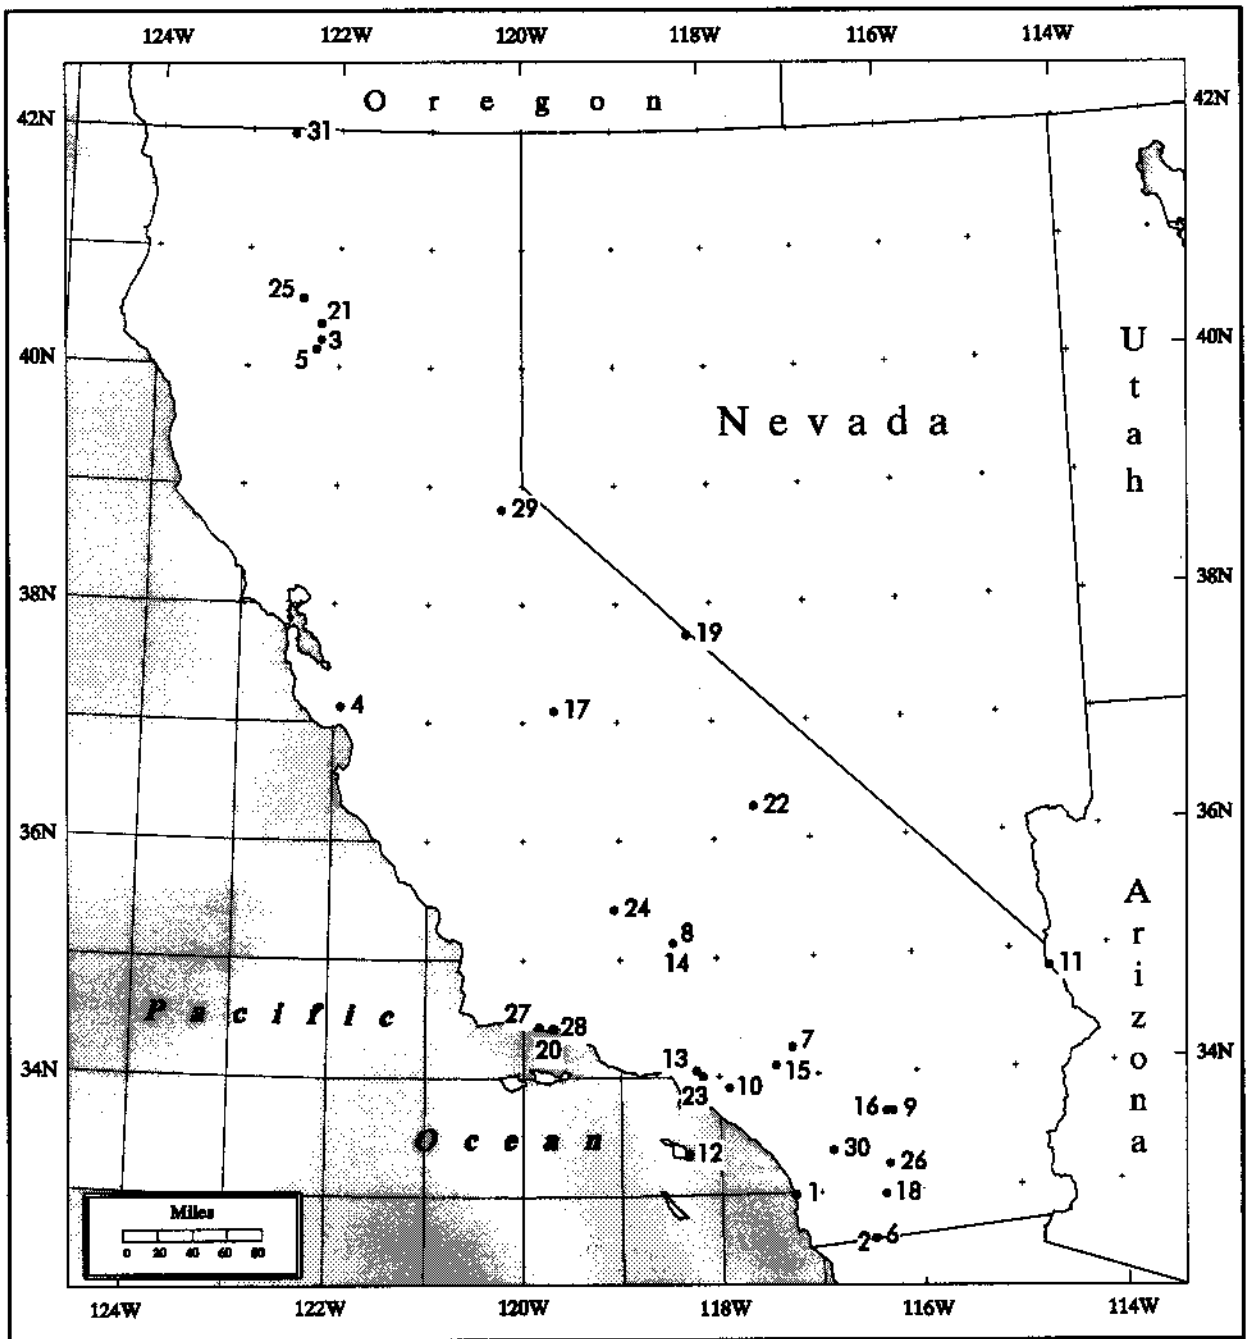 124W 122W 120W 118W 116W 114W
Oregon
42N 42N
31
25
21
3
5
40N 40N
Utah
Nevada
29
38N 38N
19
4
17
22
36N 36N
24
8
14
Arizona
11
Pacific
27
28
20
7
13
15
34N 34N
23
10
16 9
Ocean
12
30
26
18
1
Miles
0 20 40 60 80
2 6
124W 122W 120W 118W 116W 114W